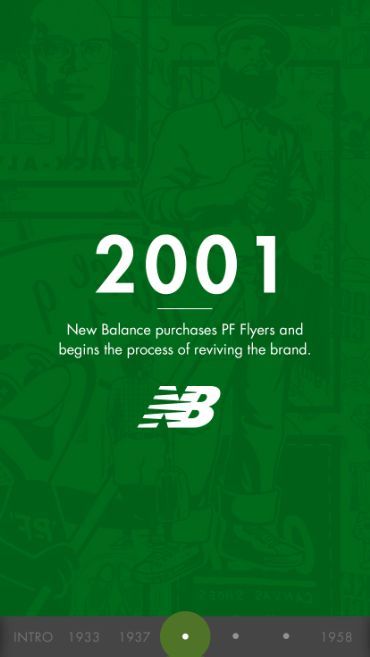 2001
New Balance purchases PF Flyers and
begins the process of reviving the brand.
NB
INTRO 1933 1937 1958